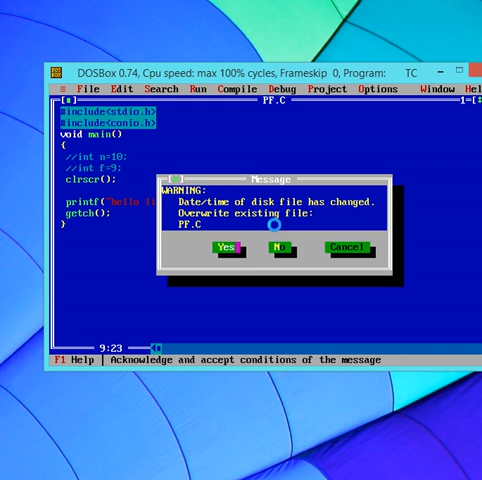 DOSBox 0.74, Cpu speed: max 100% cycles, Frameskip 0, Program: TC
≡ File Edit Search Run Compile Debug Project Options Window Hel
PF.C 1
#include<stdio.h>
#include<conio.h>
void main()
{
//int n=10;
//int f=9;
clrscr();
printf("hello li
getch();
}
Message
WARNING:
Date/time of disk file has changed.
Overwrite existing file:
PF.C
Yes No Cancel
9:23
F1 Help | Acknowledge and accept conditions of the message